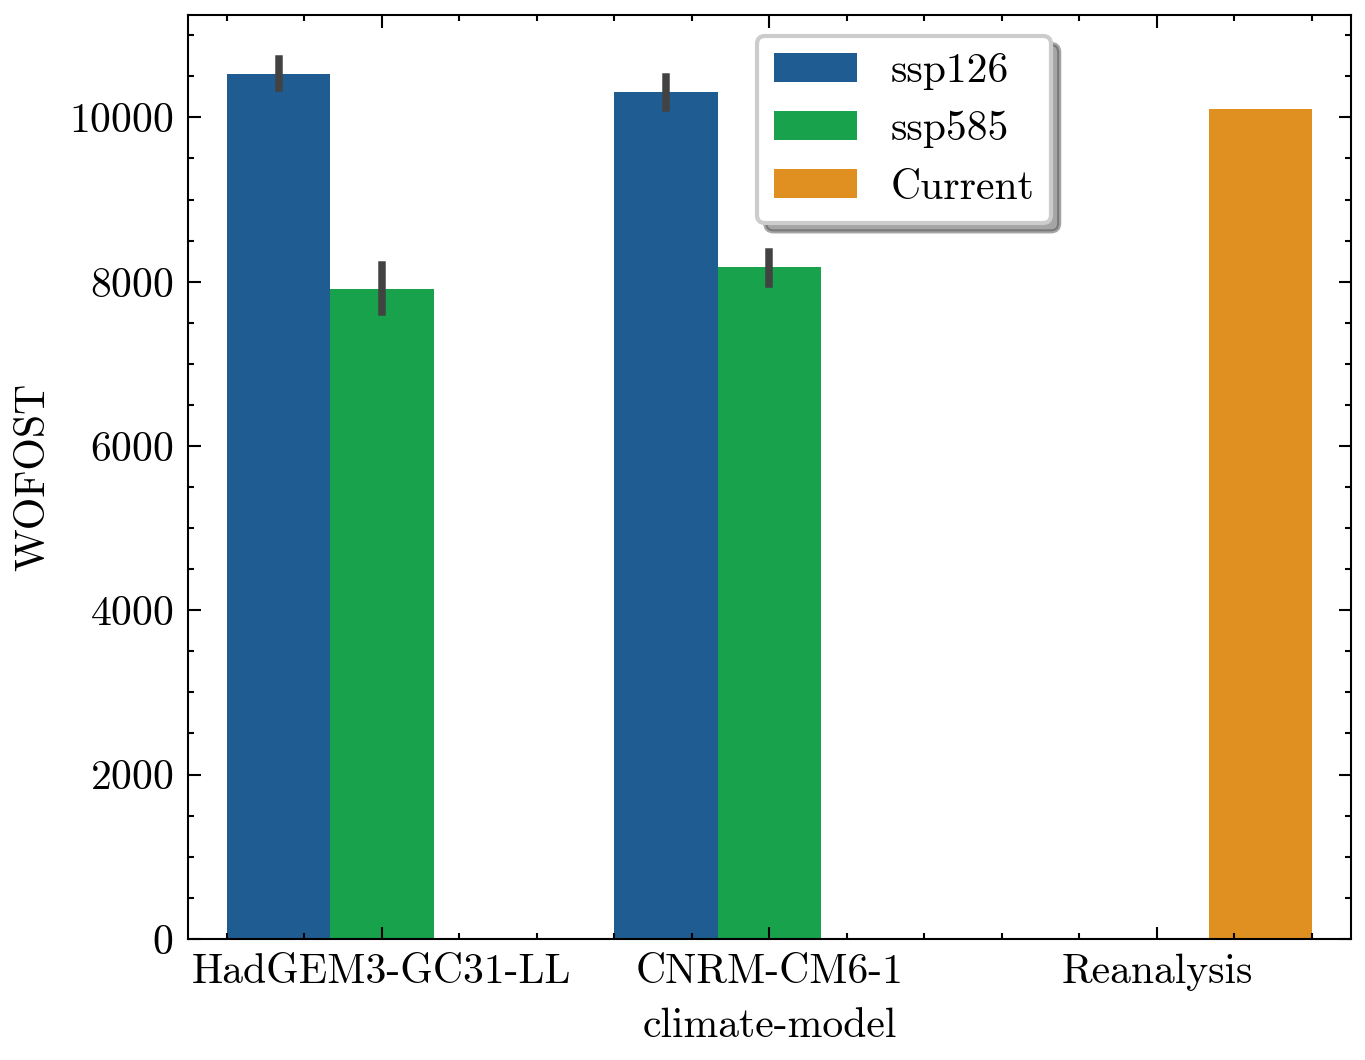 ssp126
ssp585
Current
10000
8000
6000
4000
2000
0
WOFOST
HadGEM3-GC31-LL
CNRM-CM6-1
Reanalysis
climate-model